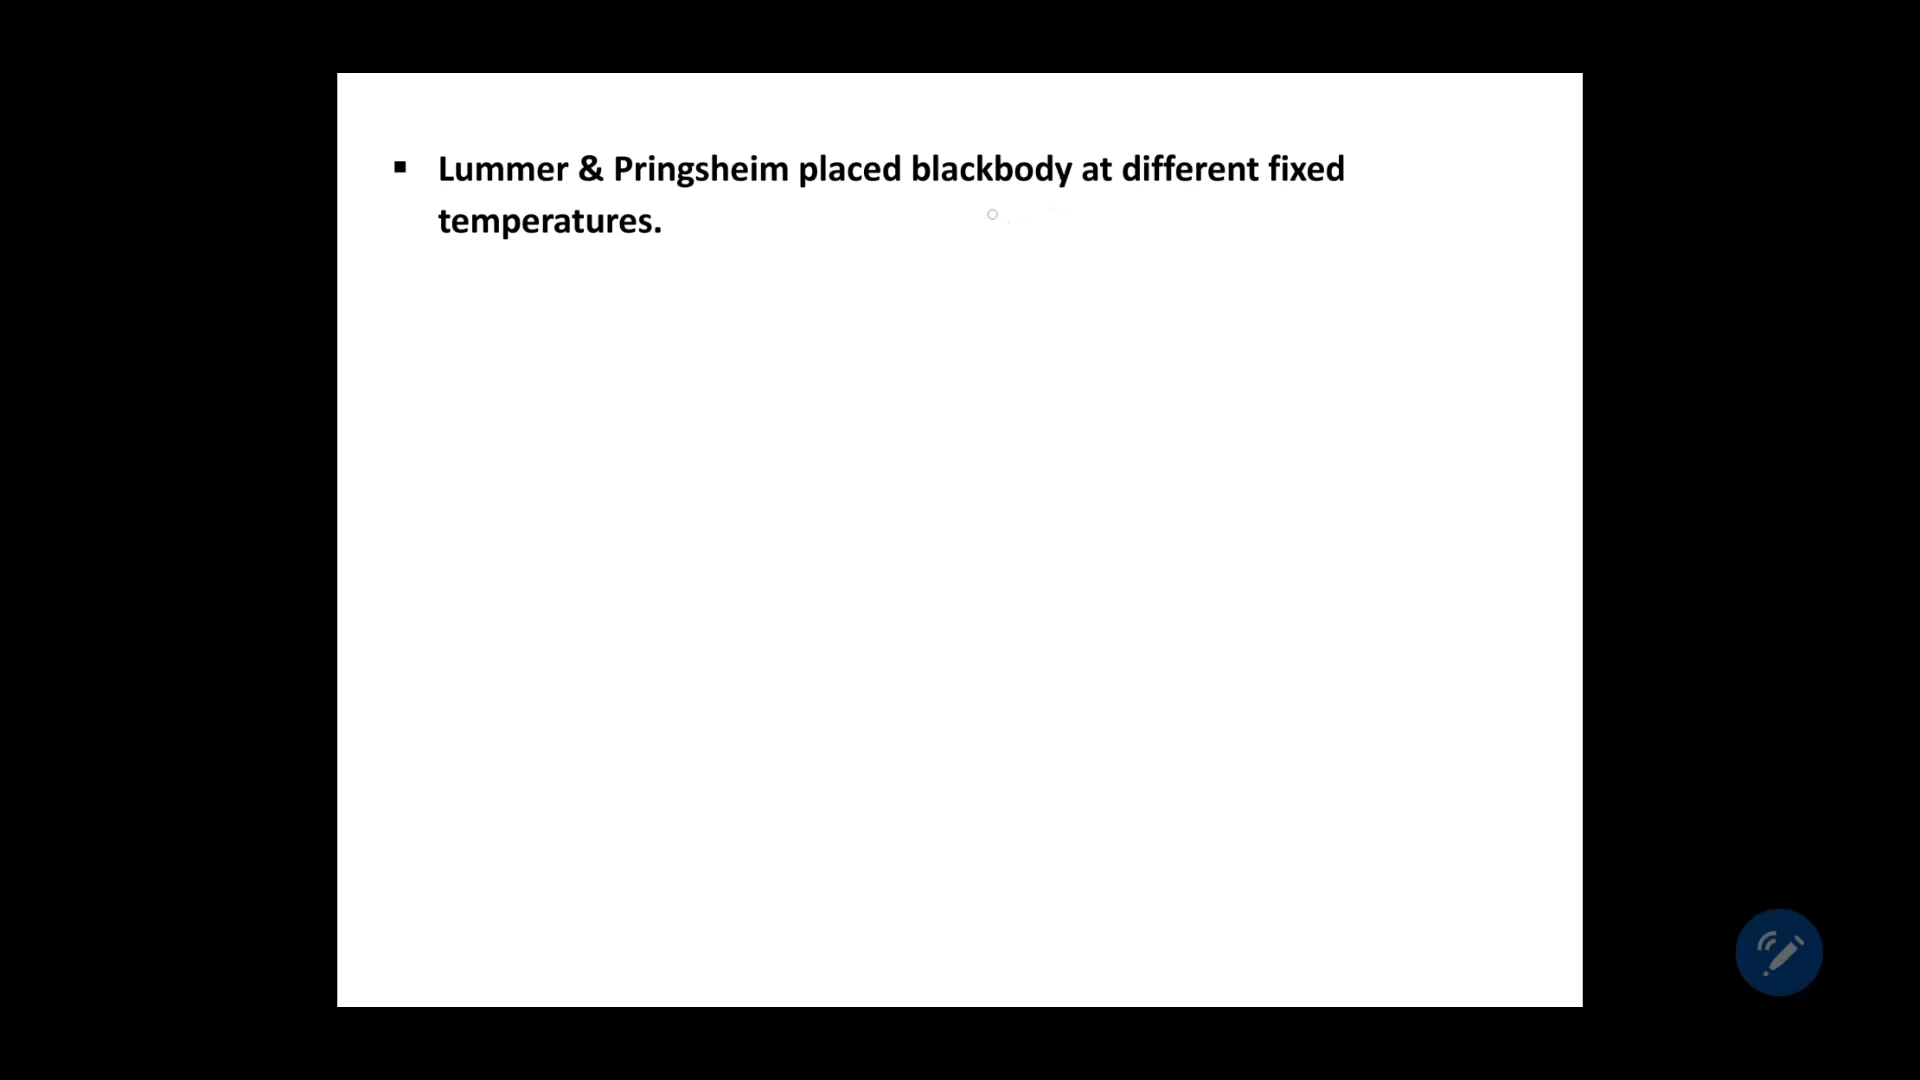 ▪ Lummer & Pringsheim placed blackbody at different fixed
temperatures.